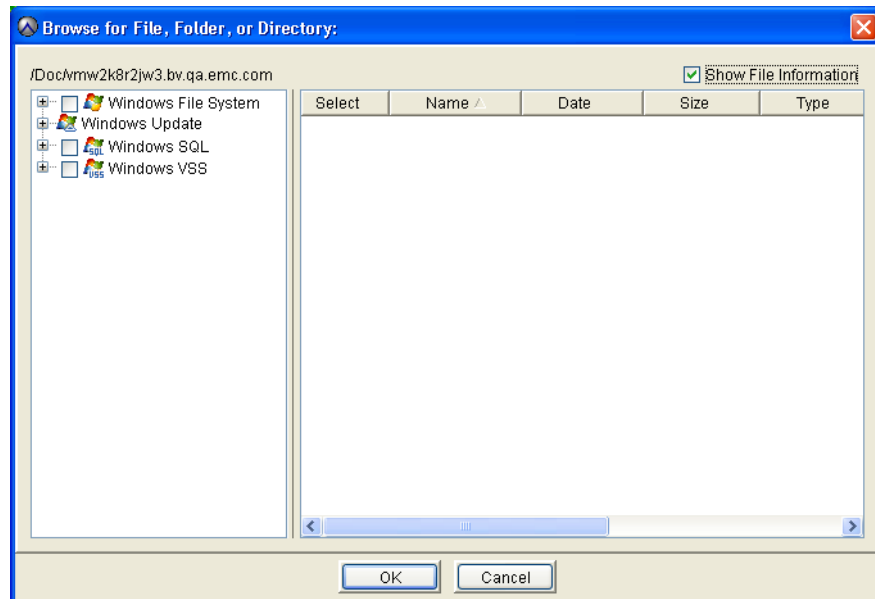 Browse for File, Folder, or Directory:
/Doc/vmw2k8r2jw3.bv.qa.emc.com
Show File Information
Windows File System
Windows Update
Windows SQL
Windows VSS
Select Name Date Size Type
OK Cancel